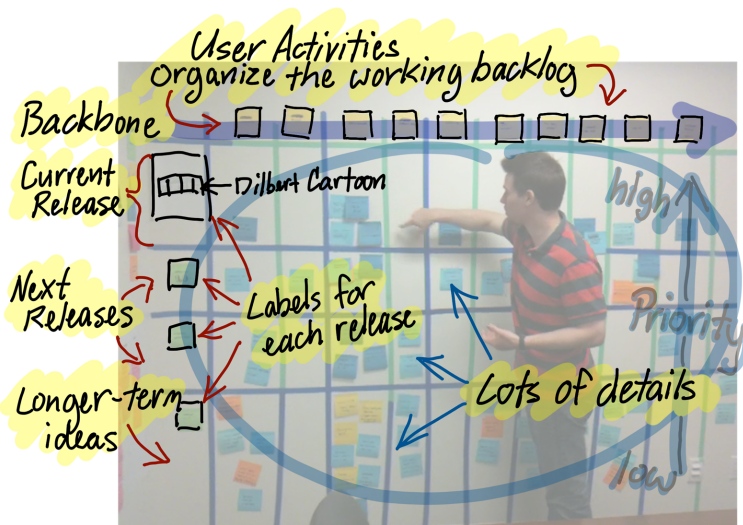 User Activities
organize the working backlog
Backbone
Current
Release
Dilbert Cartoon
high
Next
Releases
Labels for
each release
Priority
Longer-term
ideas
Lots of details
low